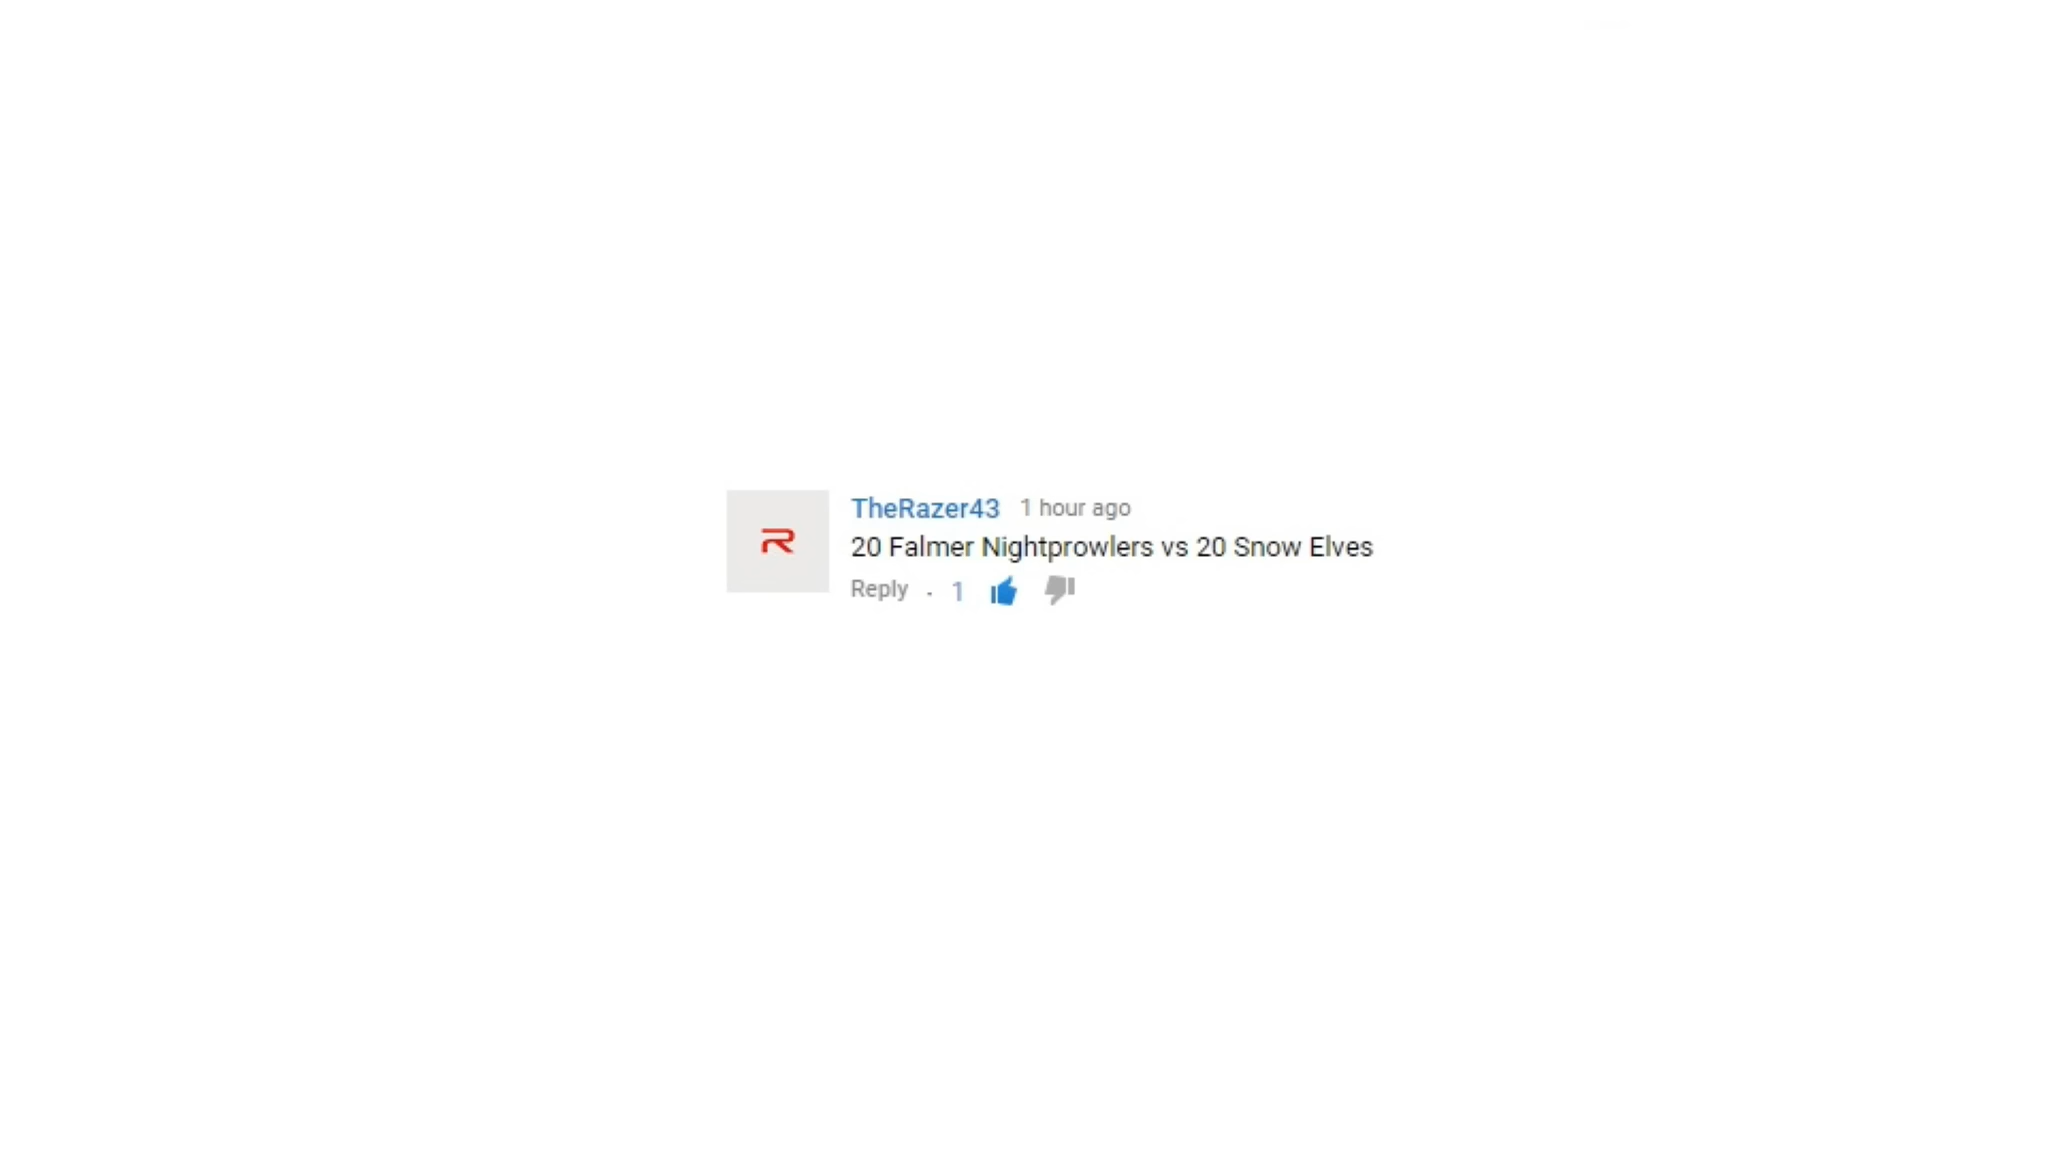 TheRazer43 1 hour ago
20 Falmer Nightprowlers vs 20 Snow Elves
Reply . 1